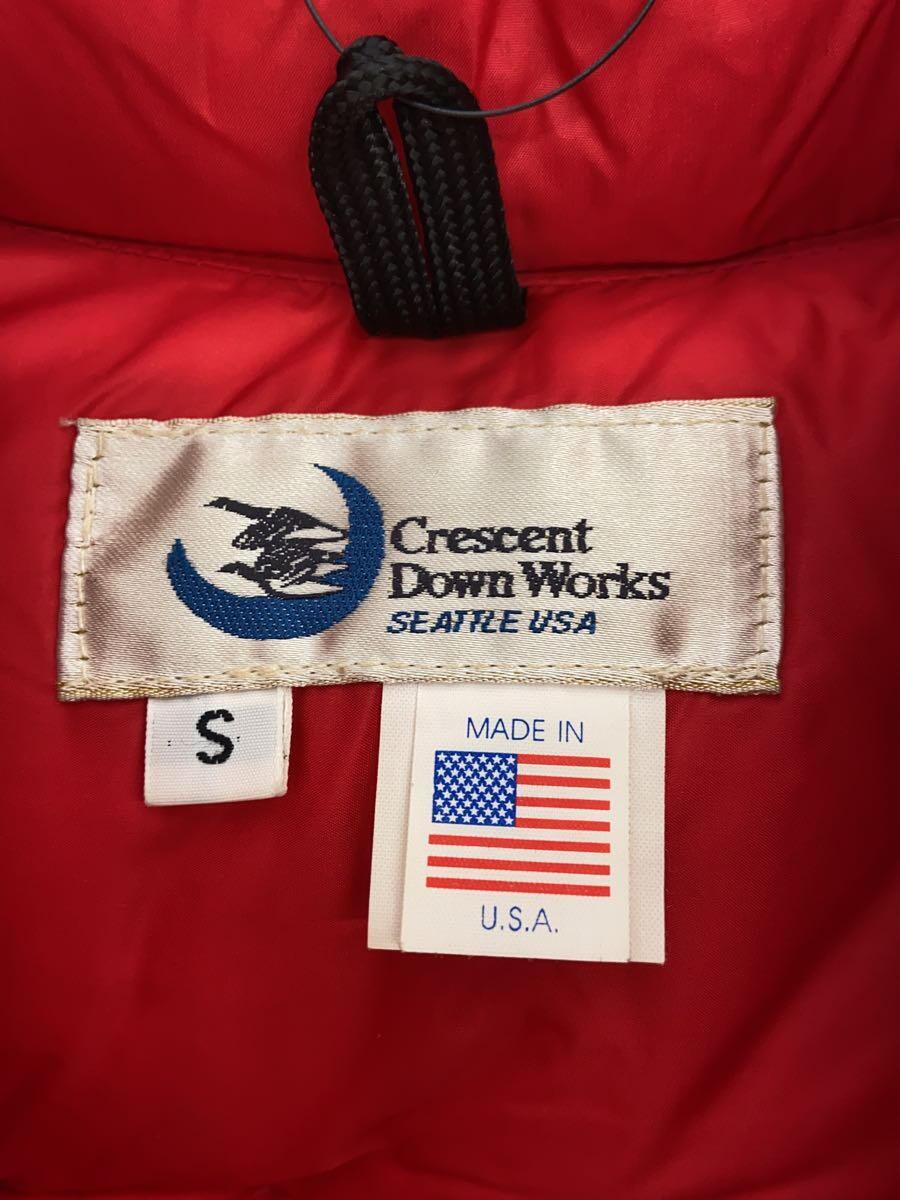 Crescent
Down Works
SEATTLE USA
S
MADE IN
U.S.A.